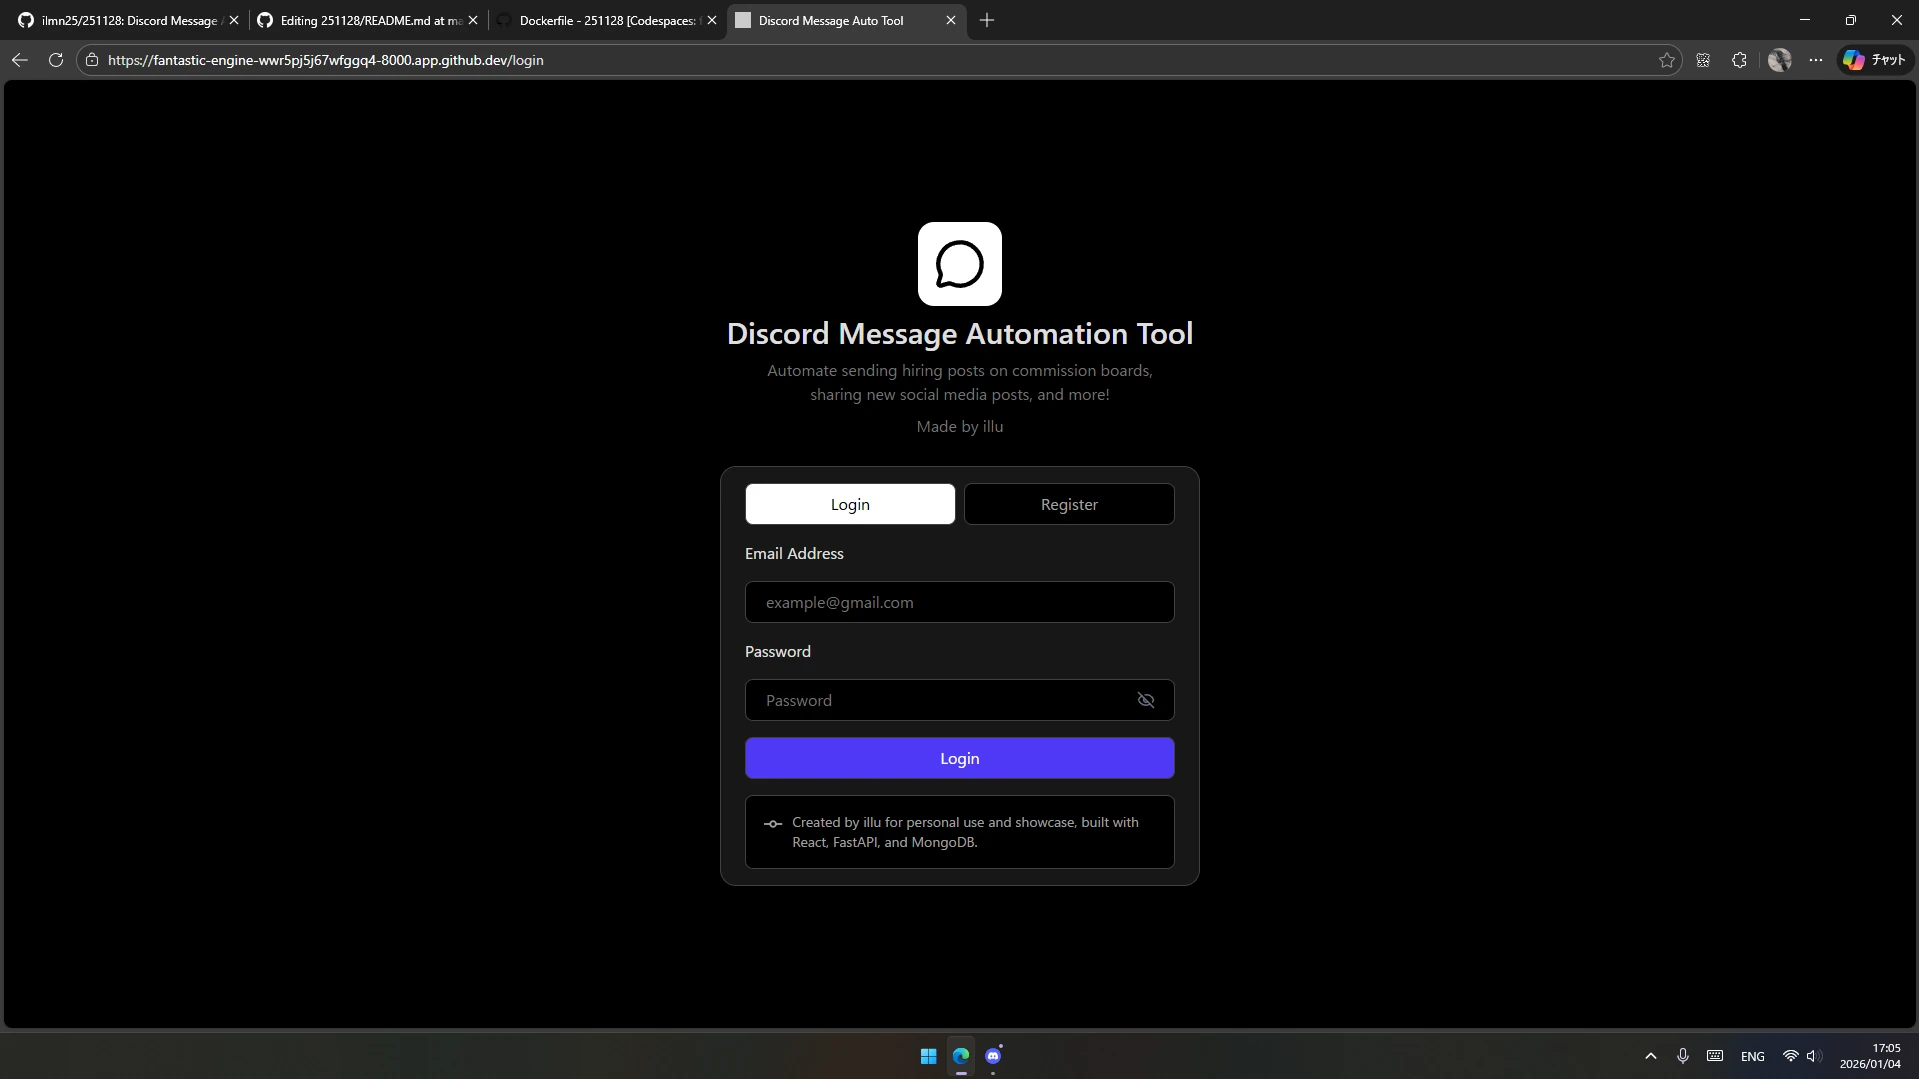 ilmn25/251128: Discord Message
Editing 251128/README.md at ma
Dockerfile - 251128 [Codespaces:
Discord Message Auto Tool
https://fantastic-engine-wwr5pj5j67wfggq4-8000.app.github.dev/login
チャット
Discord Message Automation Tool
Automate sending hiring posts on commission boards,
sharing new social media posts, and more!
Made by illu
Login
Register
Email Address
example@gmail.com
Password
Password
Login
Created by illu for personal use and showcase, built with
React, FastAPI, and MongoDB.
ENG
17:05
2026/01/04